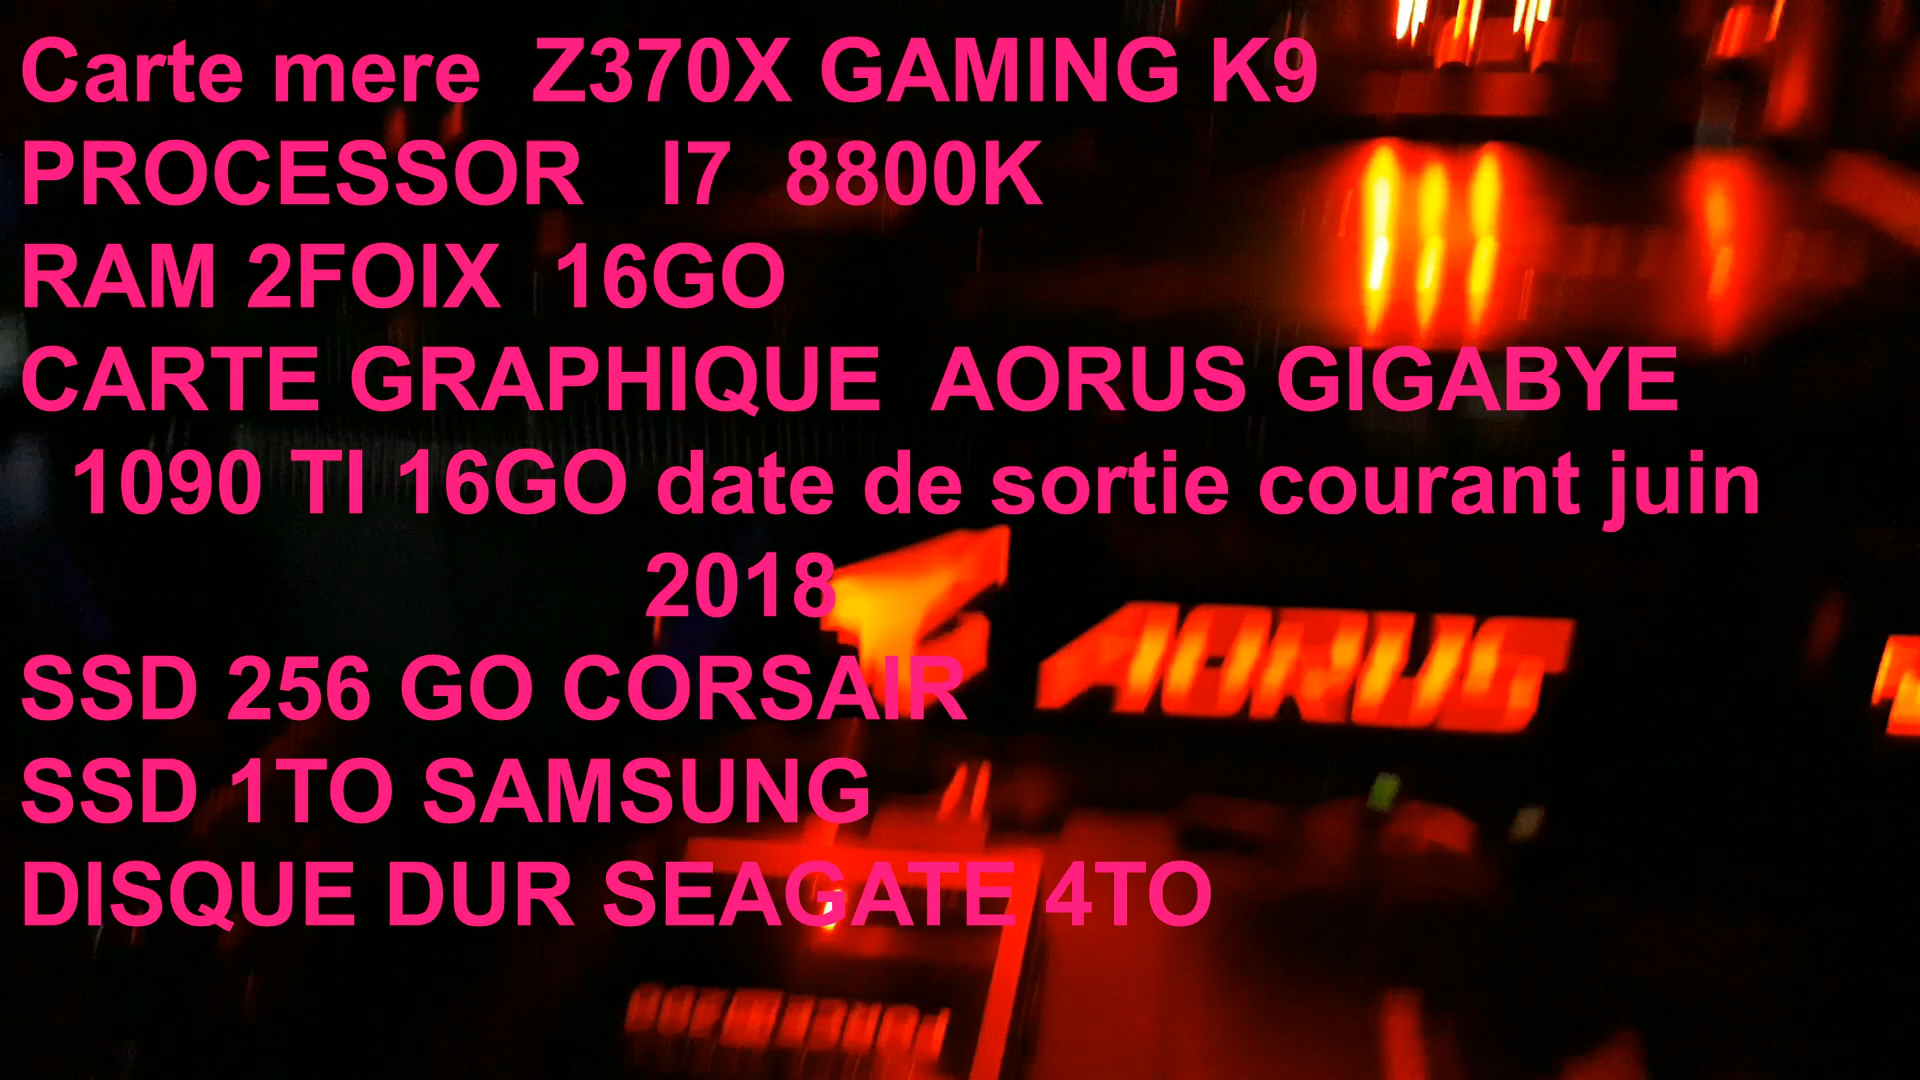 Carte mere Z370X GAMING K9
PROCESSOR I7 8800K
RAM 2FOIX 16GO
CARTE GRAPHIQUE AORUS GIGABYE
1090 TI 16GO date de sortie courant juin
2018
AORUS
SSD 256 GO CORSAIR
SSD 1TO SAMSUNG
DISQUE DUR SEAGATE 4TO